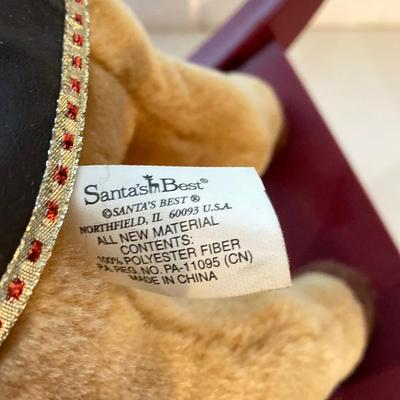 Santa's Best®
©SANTA'S BEST ®
NORTHFIELD, IL 60093 U.S.A.
ALL NEW MATERIAL
CONTENTS:
100% POLYESTER FIBER
P.A. REG. NO. PA-11095 (CN)
MADE IN CHINA